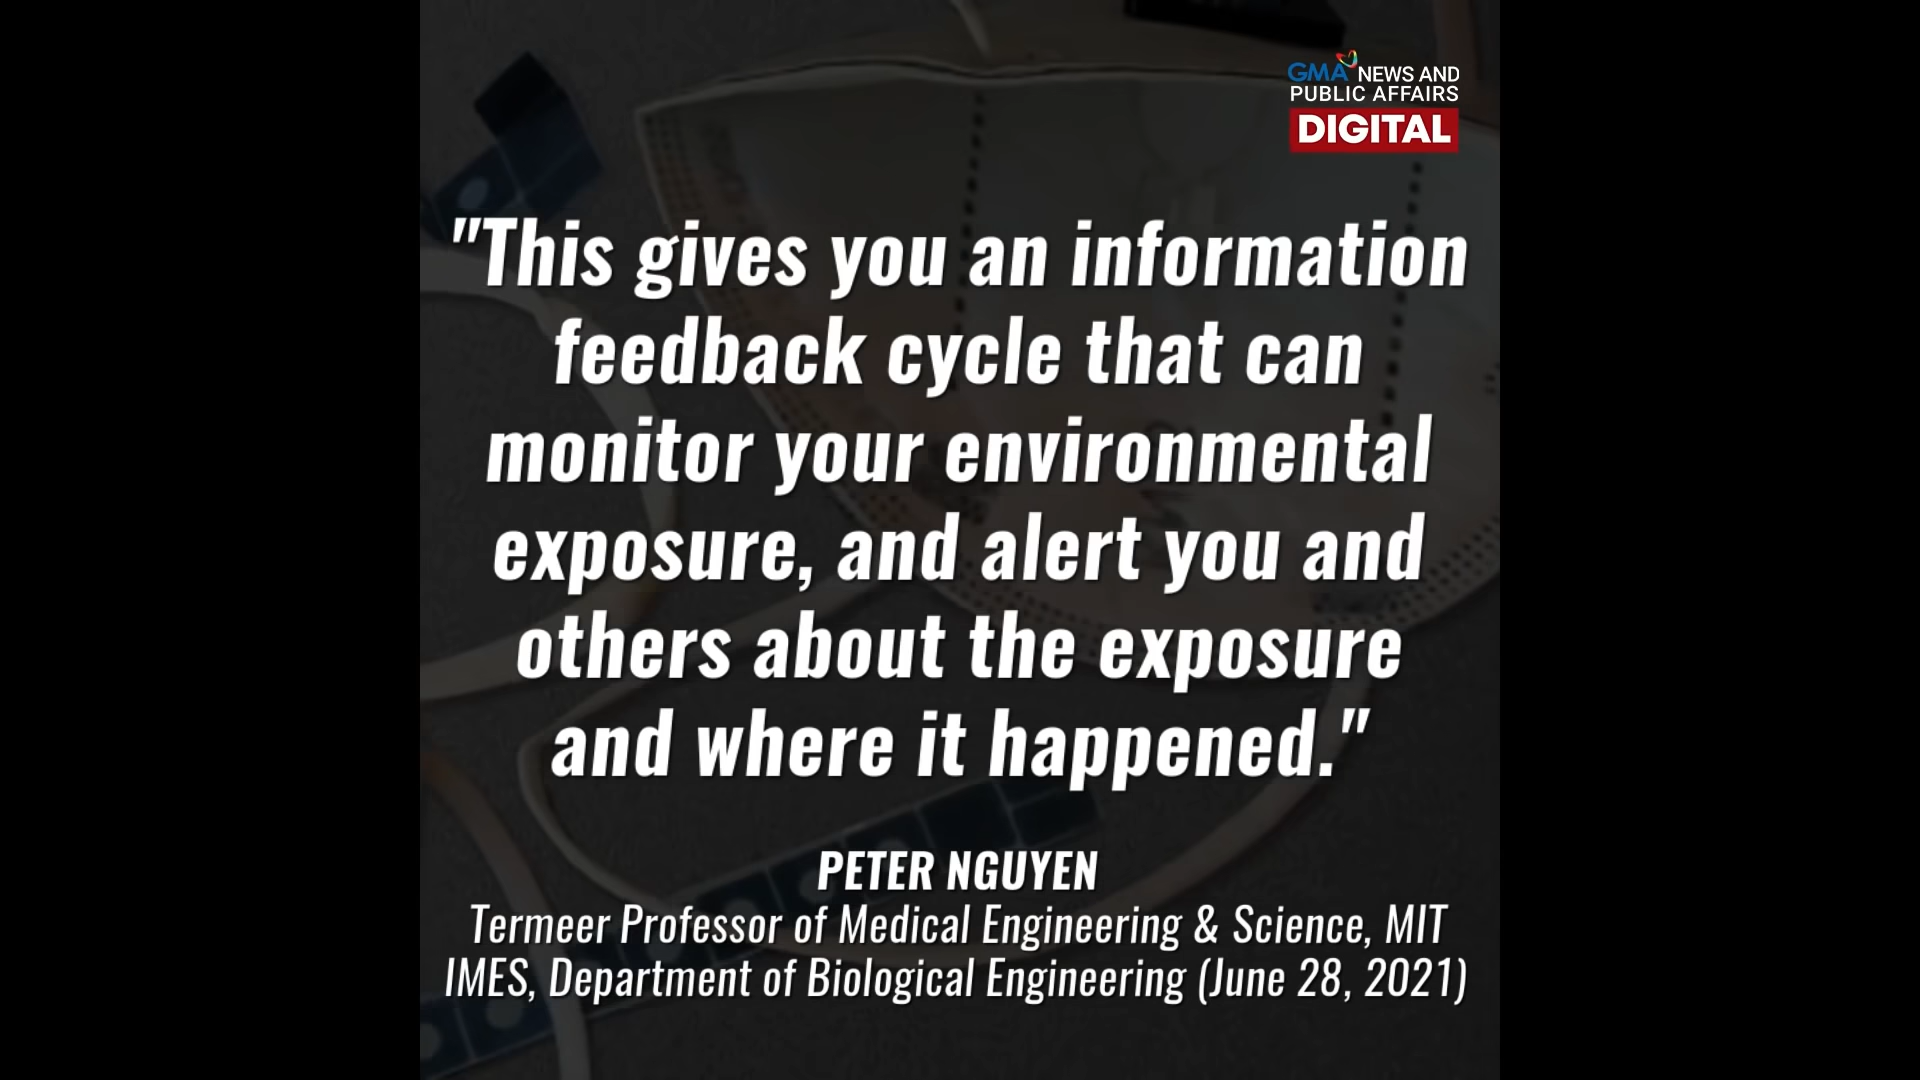 GMA NEWS AND
PUBLIC AFFAIRS
DIGITAL
"This gives you an information
feedback cycle that can
monitor your environmental
exposure, and alert you and
others about the exposure
and where it happened."
PETER NGUYEN
Termeer Professor of Medical Engineering & Science, MIT
IMES, Department of Biological Engineering (June 28, 2021)